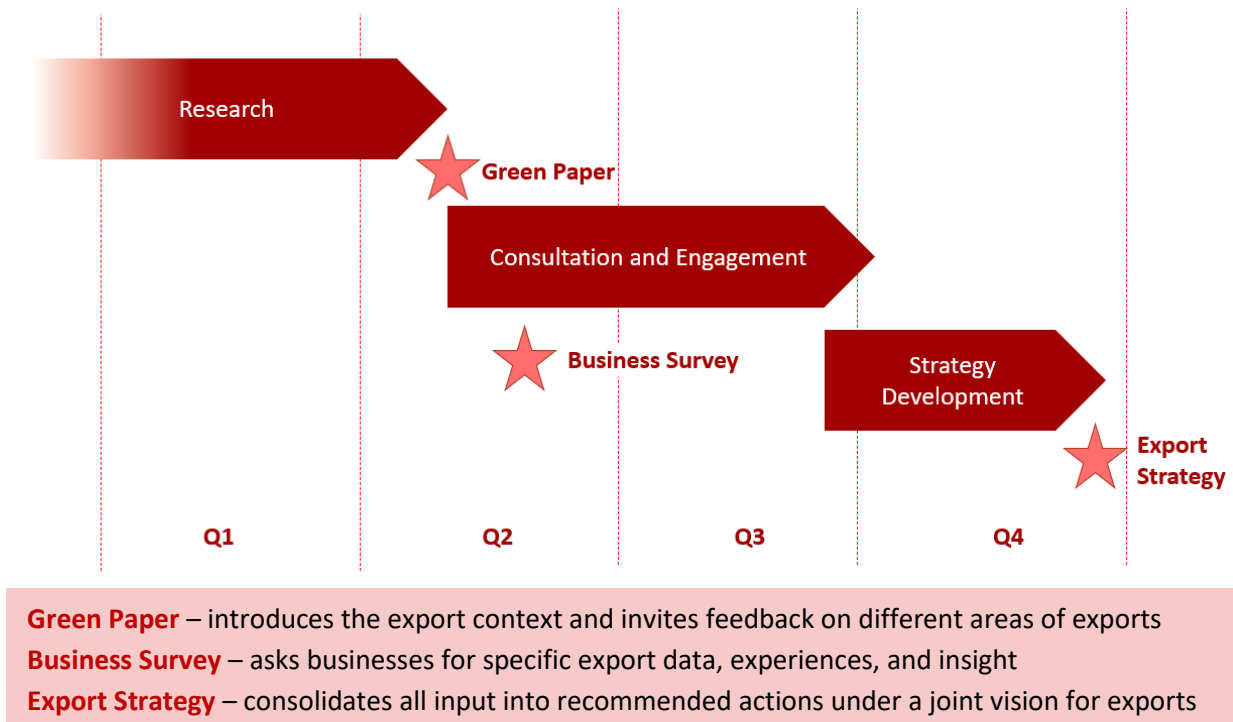 Research
Green Paper
Consultation and Engagement
Business Survey
Strategy
Development
Export
Strategy
Q1
Q2
Q3
Q4
Green Paper – introduces the export context and invites feedback on different areas of exports
Business Survey – asks businesses for specific export data, experiences, and insight
Export Strategy – consolidates all input into recommended actions under a joint vision for exports